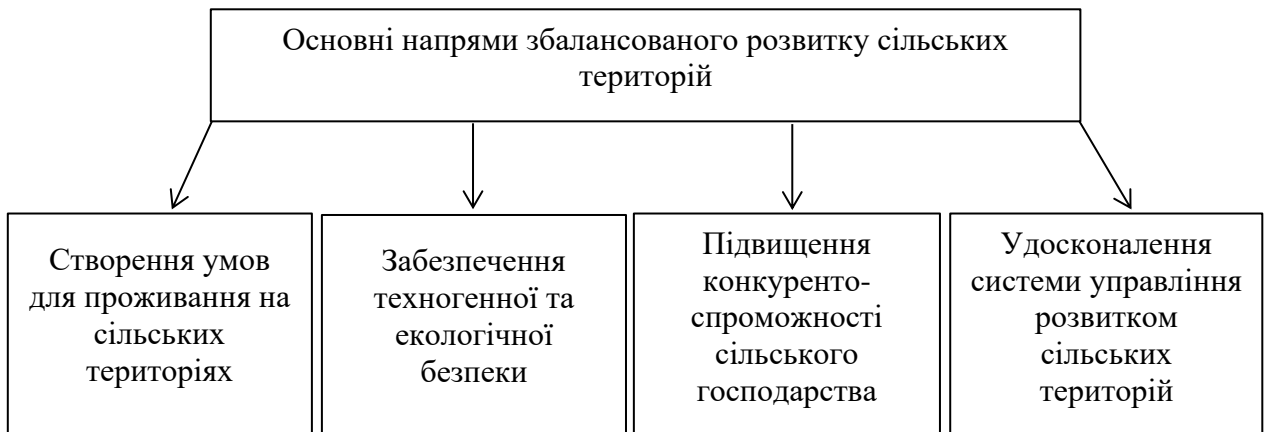 Основні напрями збалансованого розвитку сільських
територій
Створення умов
для проживання на
сільських
територіях
Забезпечення
техногенної та
екологічної
безпеки
Підвищення
конкуренто-
спроможності
сільського
господарства
Удосконалення
системи управління
розвитком
сільських
територій